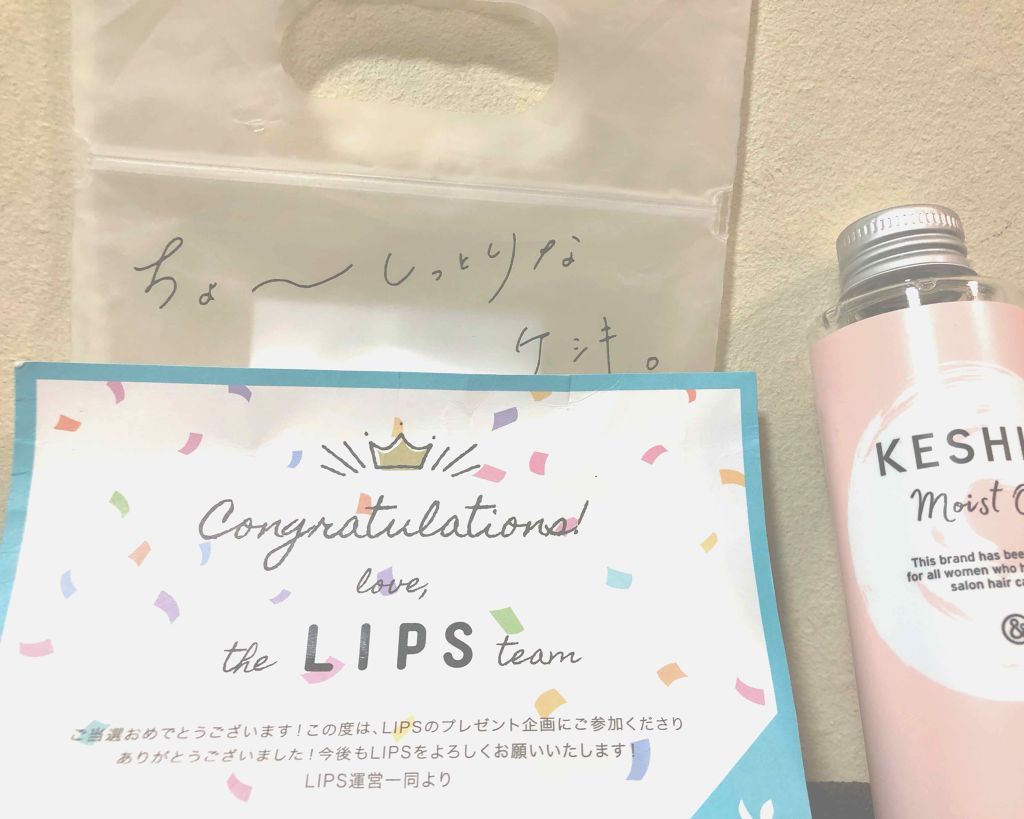 ちょ〜しっとりな
ケシキ。
Congratulations!
love,
the LIPS team
ご当選おめでとうございます!この度は、LIPSのプレゼント企画にご参加くださり
ありがとうございました!今後もLIPSをよろしくお願いいたします!
LIPS運営一同より
Moist
This brand has
for all women who
salon hair
&